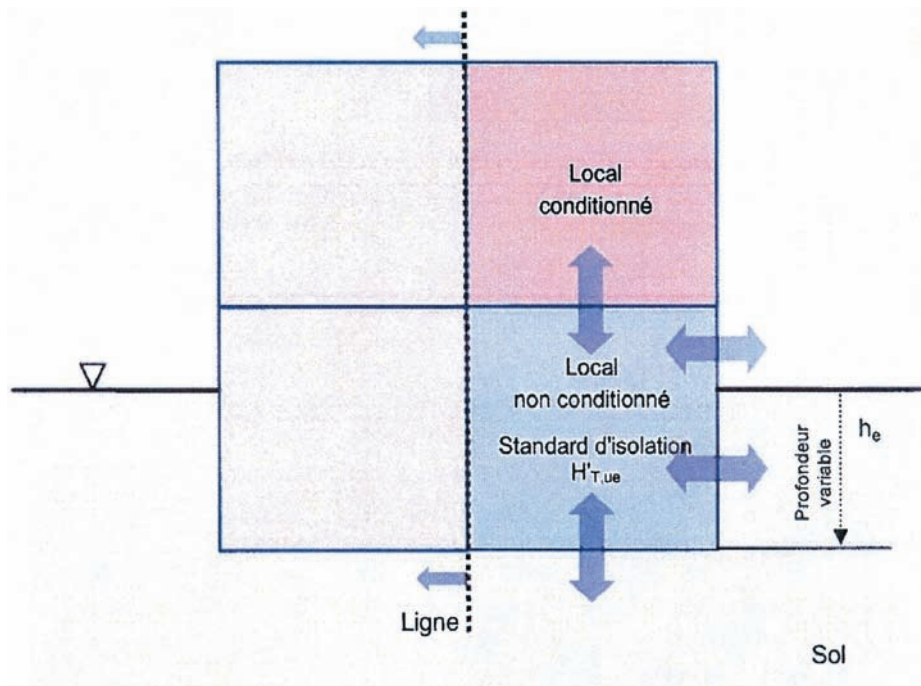 Local
conditionné
Local
non conditionné
Standard d'isolation
H'T,ue
Profondeur
variable
he
Ligne
Sol